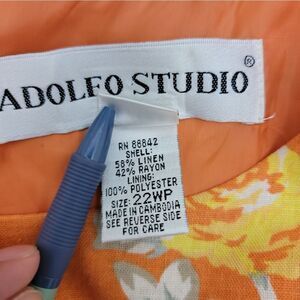 ADOLFO STUDIO®
RN 88842
SHELL:
58% LINEN
42% RAYON
LINING:
100% POLYESTER
SIZE: 22WP
MADE IN CAMBODIA
SEE REVERSE SIDE
FOR CARE